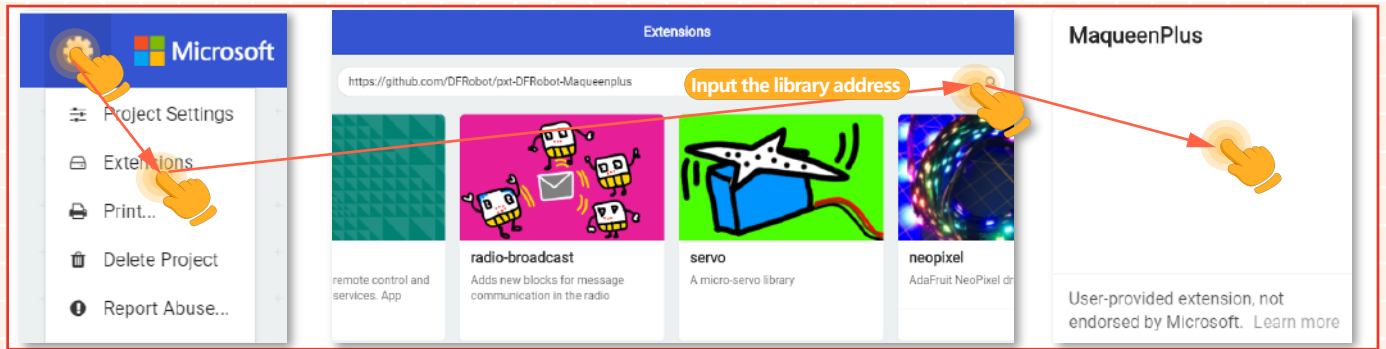 Microsoft
Project Settings
Extensions
Print...
Delete Project
Report Abuse...
Extensions
https://github.com/DFRobot/pxt-DFRobot-Maqueenplus
Input the library address
remote control and
services. App
radio-broadcast
Adds new blocks for message
communication in the radio
servo
A micro-servo library
neopixel
AdaFruit NeoPixel dr
MaqueenPlus
User-provided extension, not
endorsed by Microsoft. Learn more